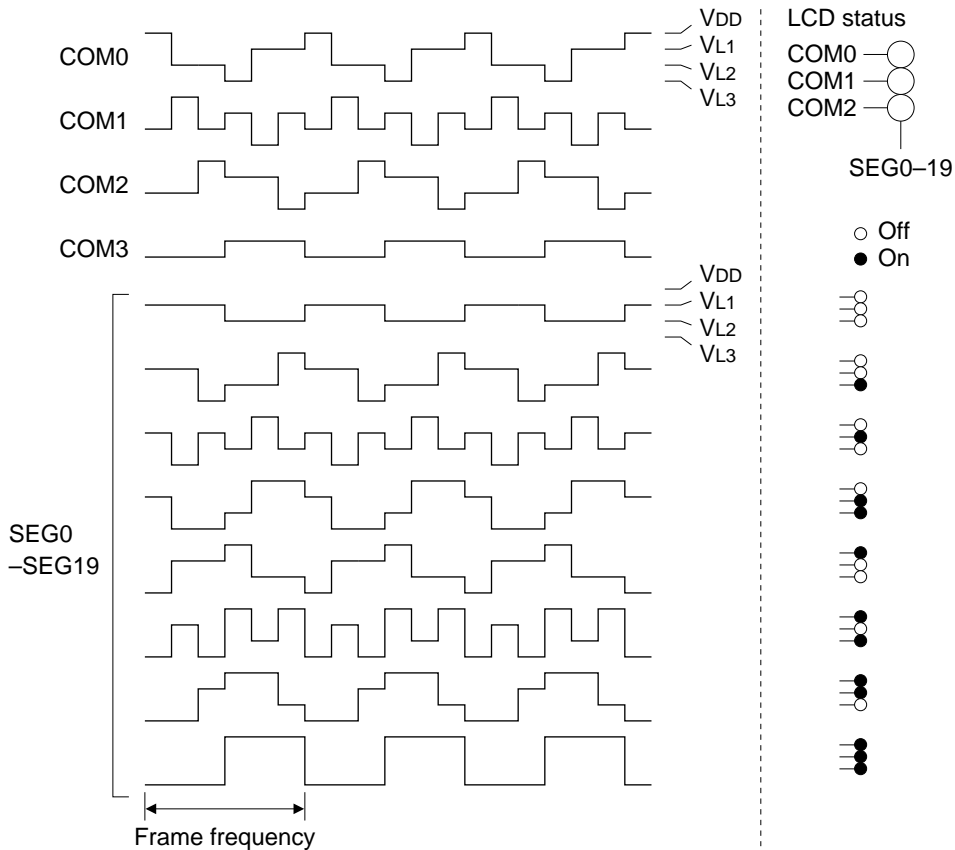 COM0
VDD
VL1
VL2
VL3
COM1
COM2
COM3
VDD
VL1
VL2
VL3
SEG0
–SEG19
Frame frequency
LCD status
COM0
COM1
COM2
SEG0–19
Off
On